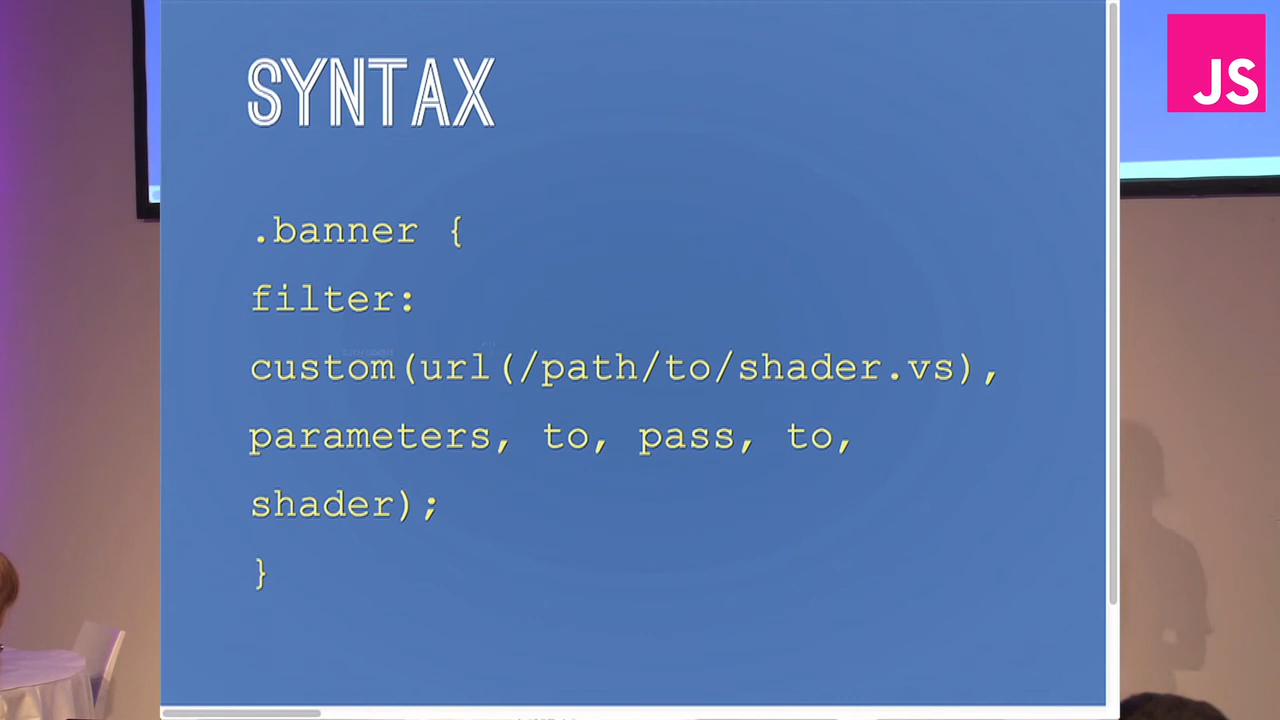 SYNTAX
.banner {
filter:
custom(url(/path/to/shader.vs),
parameters, to, pass, to,
shader);
}
JS